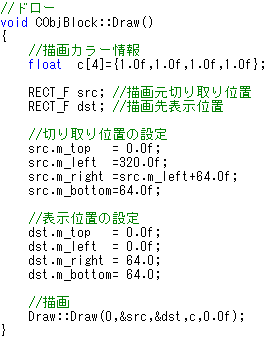 //ドロー
void CObjBlock::Draw()
{
//描画カラー情報
float  c[4]={1.0f,1.0f,1.0f,1.0f};
RECT_F src; //描画元切り取り位置
RECT_F dst; //描画先表示位置
//切り取り位置の設定
src.m_top   = 0.0f;
src.m_left  =320.0f;
src.m_right =src.m_left+64.0f;
src.m_bottom=64.0f;
//表示位置の設定
dst.m_top   = 0.0f;
dst.m_left  = 0.0f;
dst.m_right = 64.0;
dst.m_bottom= 64.0;
//描画
Draw::Draw(0,&src,&dst,c,0.0f);
}